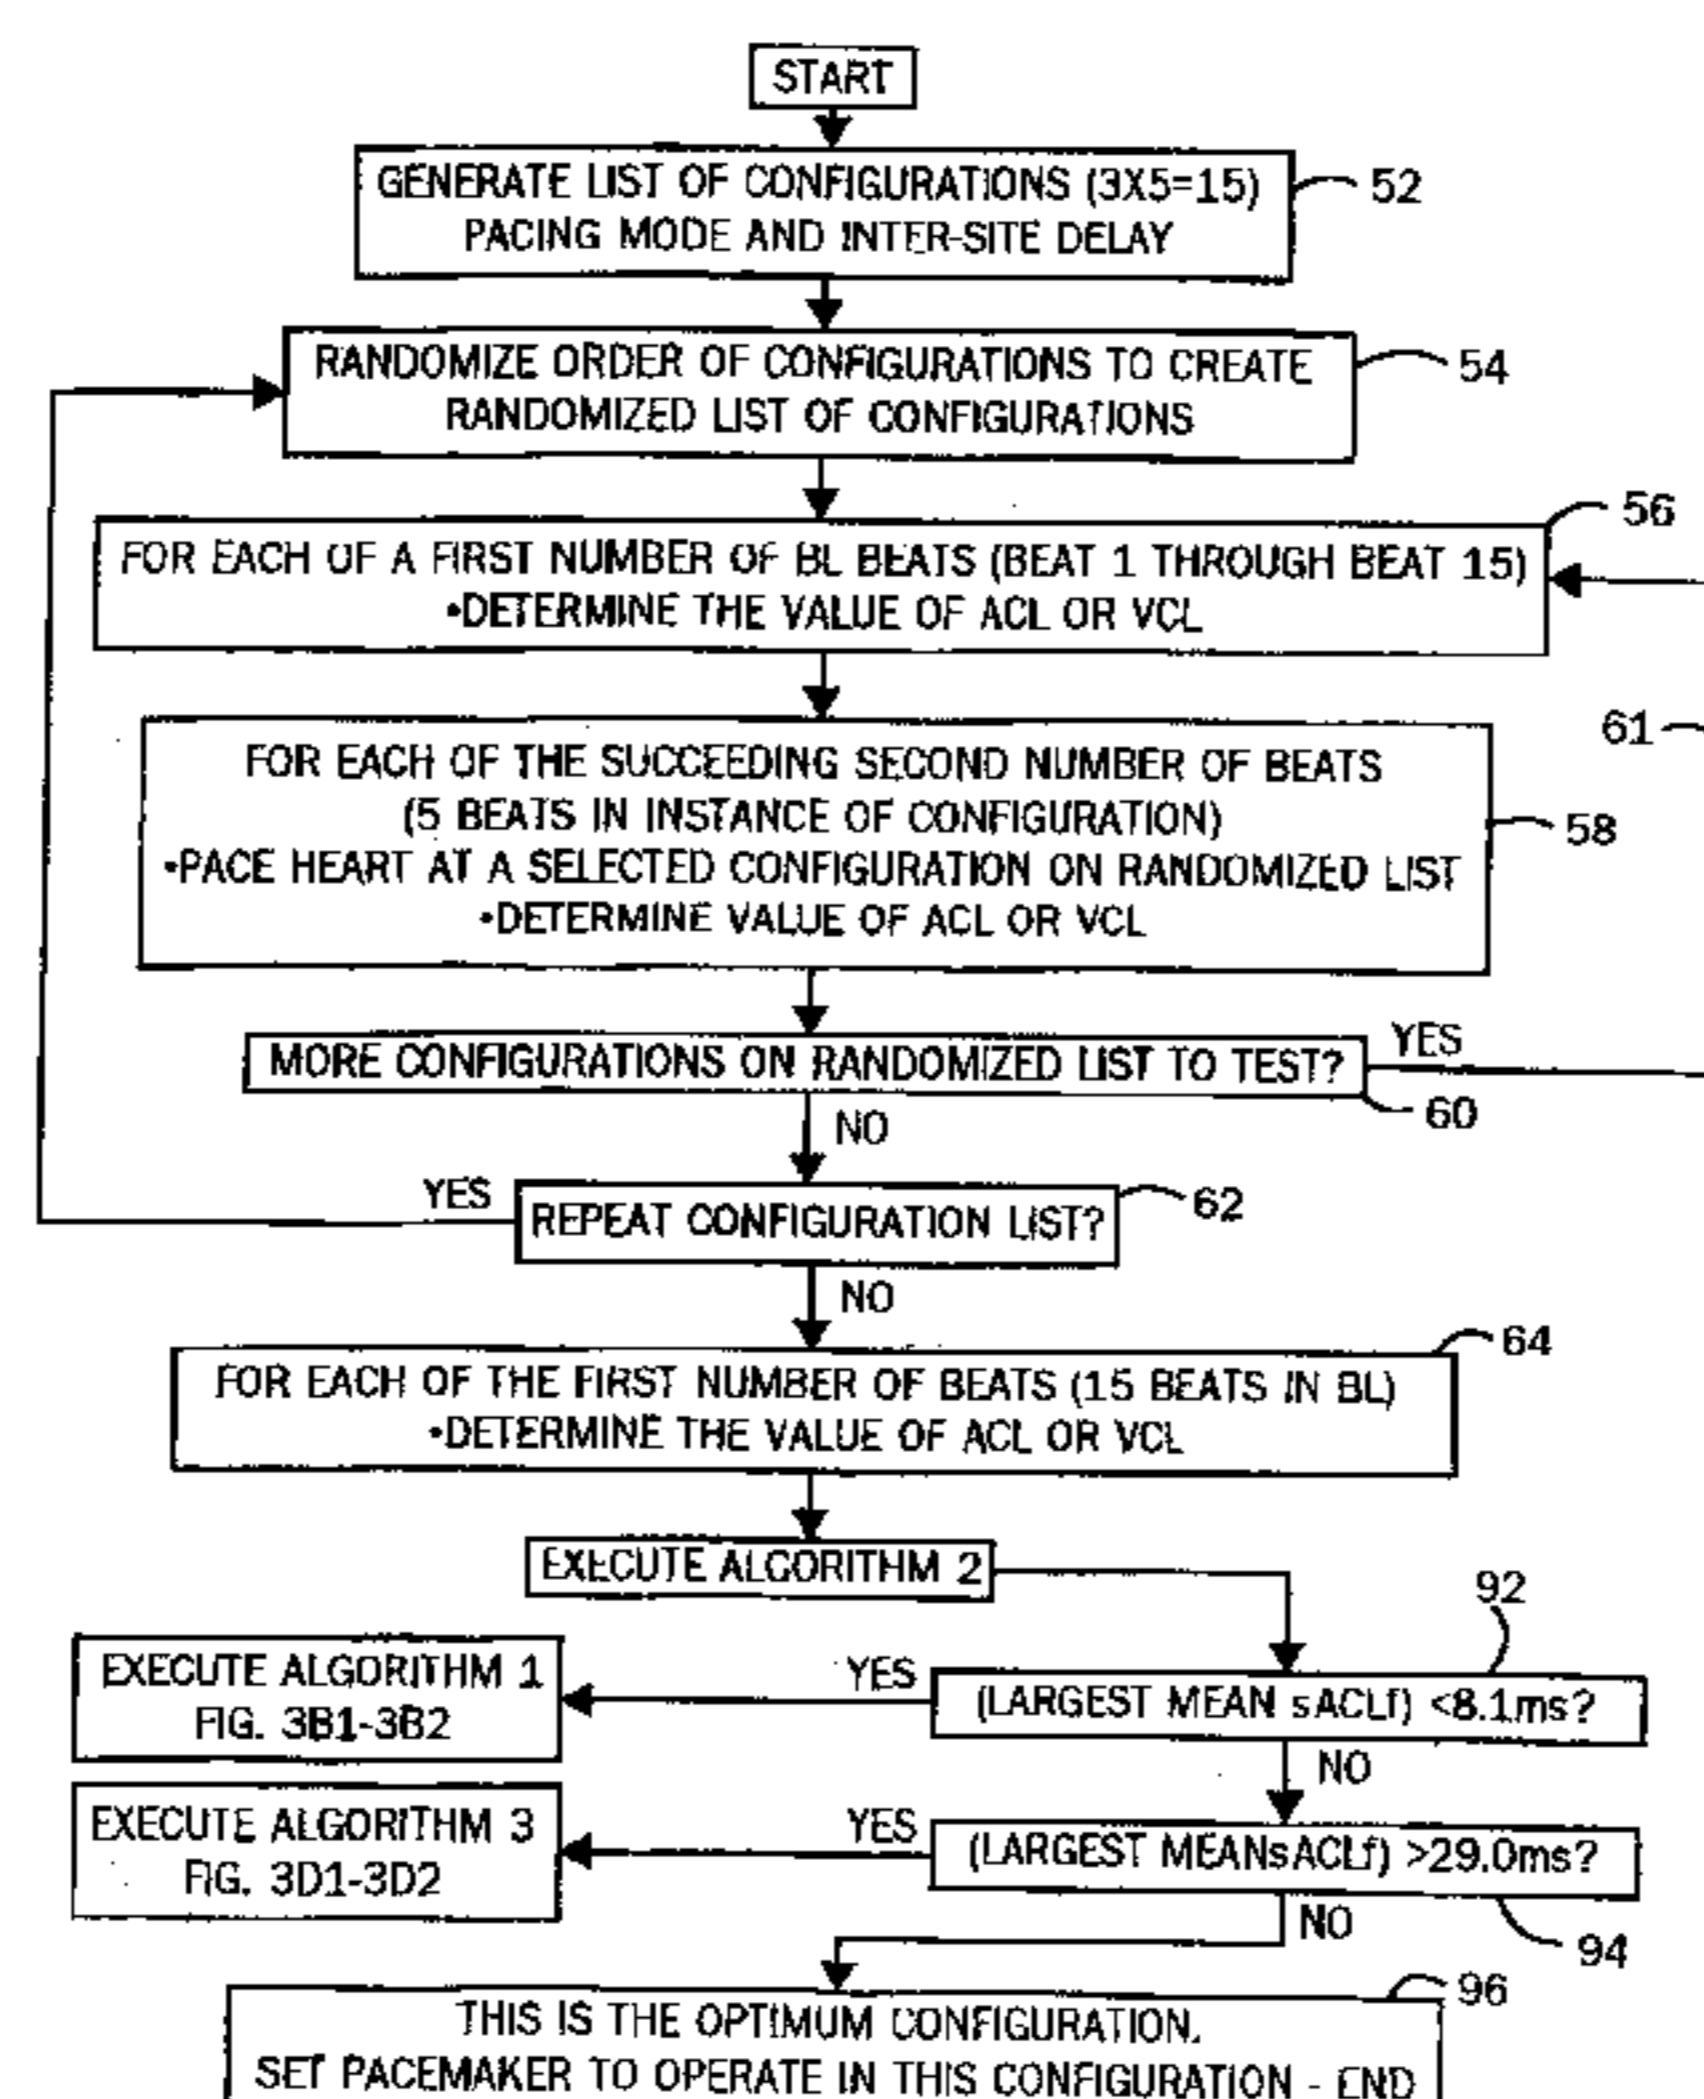 START
GENERATE LIST OF CONFIGURATIONS (3X5=15)
PACING MODE AND INTER-SITE DELAY
52
RANDOMIZE ORDER OF CONFIGURATIONS TO CREATE
RANDOMIZED LIST OF CONFIGURATIONS
54
56
FOR EACH OF A FIRST NUMBER OF BL BEATS (BEAT 1 THROUGH BEAT 15)
•DETERMINE THE VALUE OF ACL OR VCL
61
FOR EACH OF THE SUCCEEDING SECOND NUMBER OF BEATS
(5 BEATS IN INSTANCE OF CONFIGURATION)
•PACE HEART AT A SELECTED CONFIGURATION ON RANDOMIZED LIST
•DETERMINE VALUE OF ACL OR VCL
58
MORE CONFIGURATIONS ON RANDOMIZED LIST TO TEST?
YES
60
NO
YES
REPEAT CONFIGURATION LIST?
62
NO
64
FOR EACH OF THE FIRST NUMBER OF BEATS (15 BEATS IN BL)
•DETERMINE THE VALUE OF ACL OR VCL
EXECUTE ALGORITHM 2
92
(LARGEST MEAN sACLf) <8.1ms?
YES
EXECUTE ALGORITHM 1
FIG. 3B1-3B2
NO
(LARGEST MEANsACLf) >29.0ms?
YES
EXECUTE ALGORITHM 3
FIG. 3D1-3D2
NO
94
96
THIS IS THE OPTIMUM CONFIGURATION.
SET PACEMAKER TO OPERATE IN THIS CONFIGURATION - END